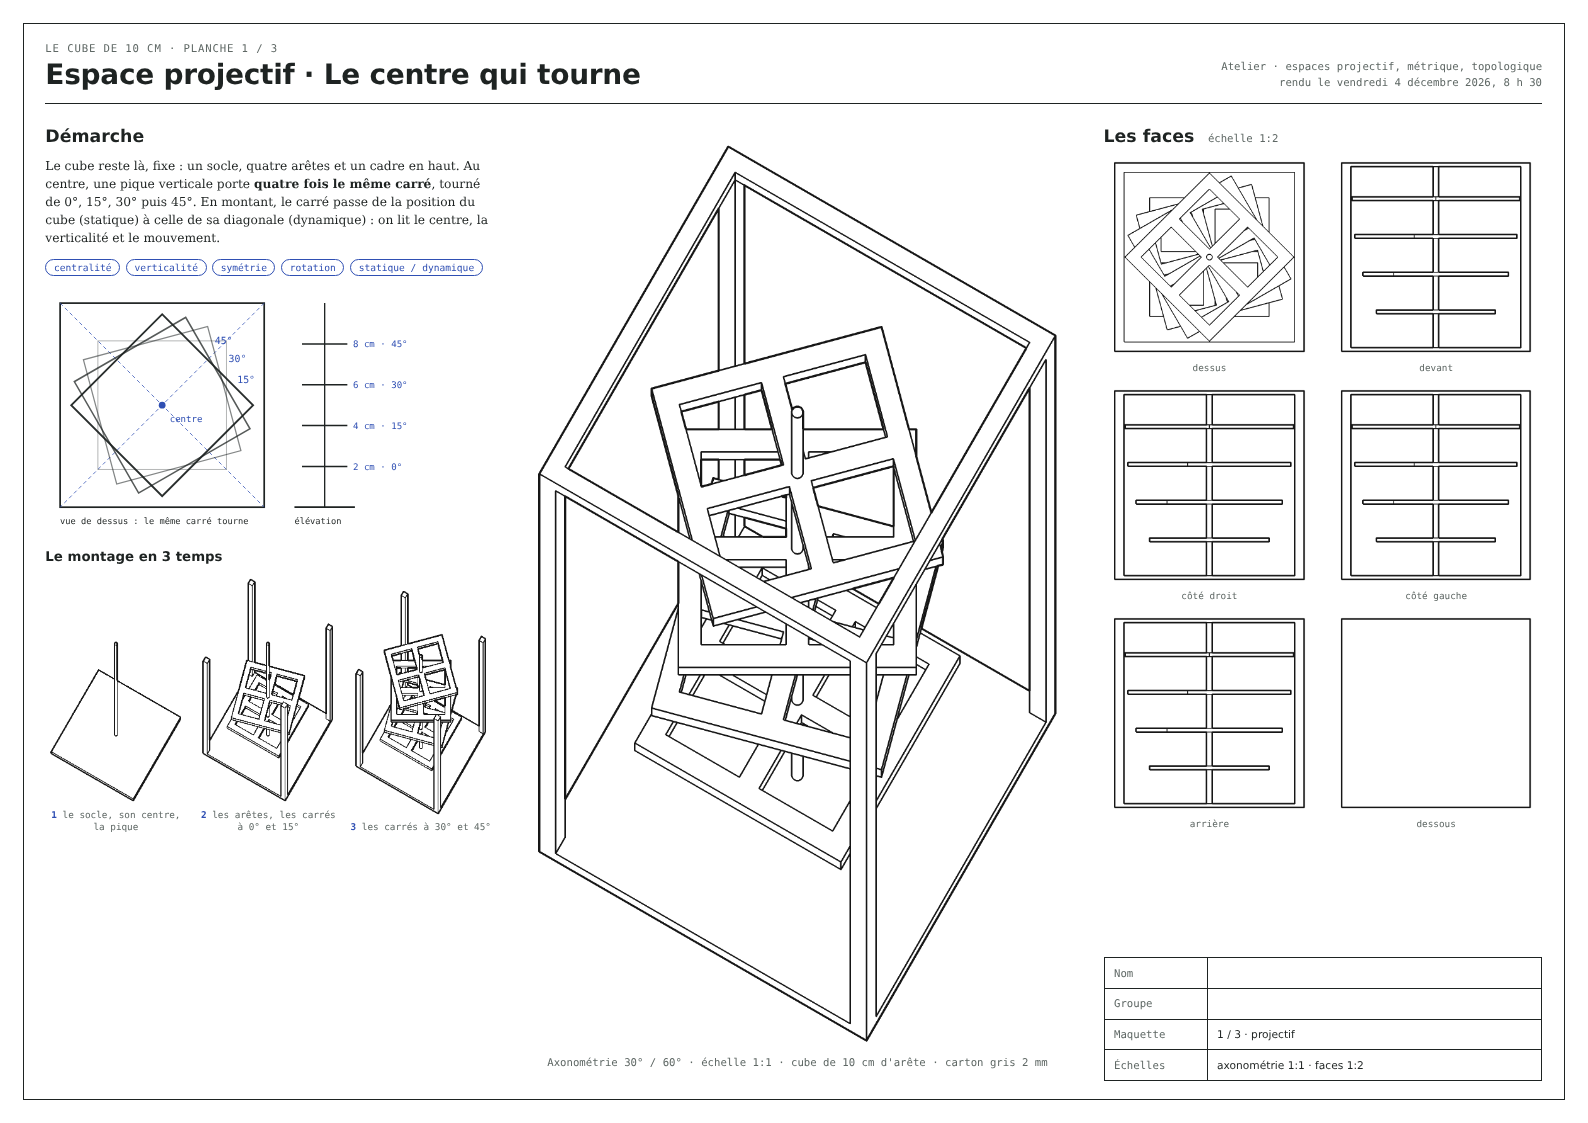 LE CUBE DE 10 CM · PLANCHE 1 / 3
Espace projectif · Le centre qui tourne
Atelier · espaces projectif, métrique, topologique
rendu le vendredi 4 décembre 2026, 8 h 30
Démarche
Le cube reste là, fixe : un socle, quatre arêtes et un cadre en haut. Au
centre, une pique verticale porte quatre fois le même carré, tourné
de 0°, 15°, 30° puis 45°. En montant, le carré passe de la position du
cube (statique) à celle de sa diagonale (dynamique) : on lit le centre, la
verticalité et le mouvement.
centralité
verticalité
symétrie
rotation
statique / dynamique
45°
30°
15°
centre
vue de dessus : le même carré tourne
8 cm · 45°
6 cm · 30°
4 cm · 15°
2 cm · 0°
élévation
Le montage en 3 temps
1 le socle, son centre,
la pique
2 les arêtes, les carrés
à 0° et 15°
3 les carrés à 30° et 45°
Axonométrie 30° / 60° · échelle 1:1 · cube de 10 cm d'arête · carton gris 2 mm
Les faces échelle 1:2
dessus
devant
côté droit
côté gauche
arrière
dessous
Nom
Groupe
Maquette 1 / 3 · projectif
Échelles axonométrie 1:1 · faces 1:2